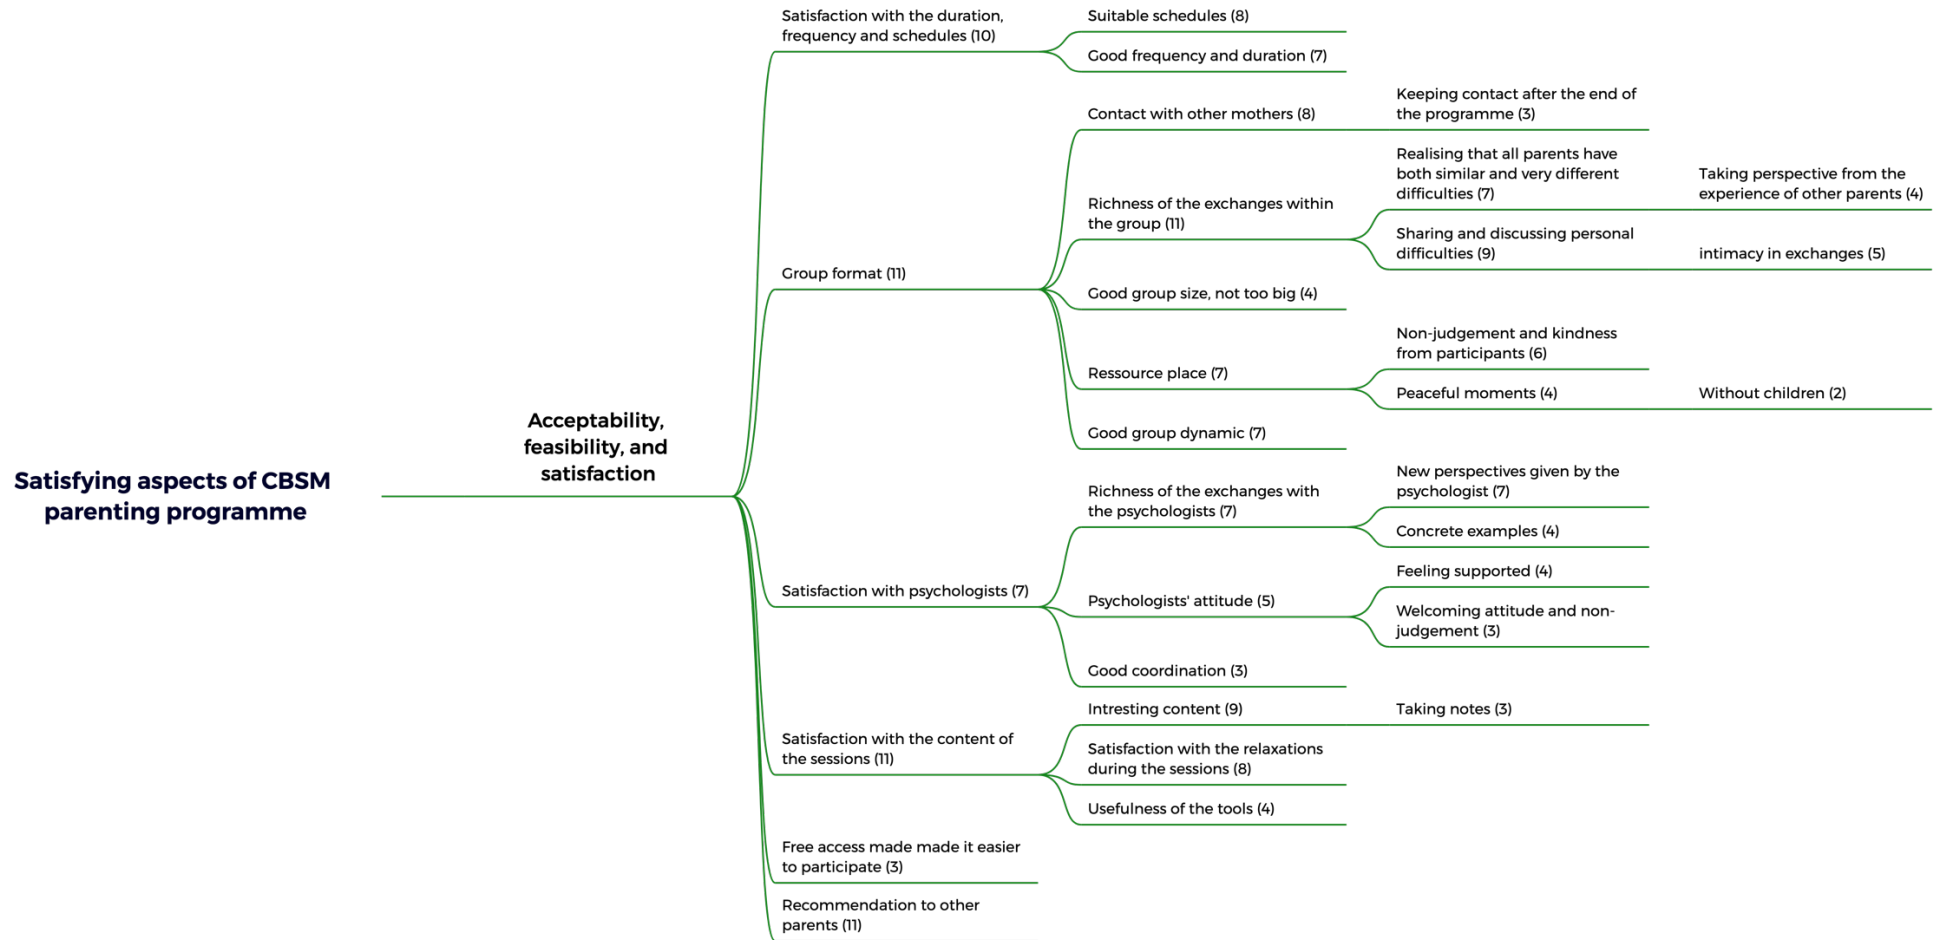 Satisfying aspects of CBSM
parenting programme
Acceptability,
feasibility, and
satisfaction
Satisfaction with the duration,
frequency and schedules (10)
Suitable schedules (8)
Good frequency and duration (7)
Group format (11)
Contact with other mothers (8)
Keeping contact after the end of
the programme (3)
Richness of the exchanges within
the group (11)
Realising that all parents have
both similar and very different
difficulties (7)
Taking perspective from the
experience of other parents (4)
Sharing and discussing personal
difficulties (9)
intimacy in exchanges (5)
Good group size, not too big (4)
Ressource place (7)
Non-judgement and kindness
from participants (6)
Peaceful moments (4)
Without children (2)
Good group dynamic (7)
Satisfaction with psychologists (7)
Richness of the exchanges with
the psychologists (7)
New perspectives given by the
psychologist (7)
Concrete examples (4)
Psychologists' attitude (5)
Feeling supported (4)
Welcoming attitude and non-
judgement (3)
Good coordination (3)
Satisfaction with the content of
the sessions (11)
Intresting content (9)
Taking notes (3)
Satisfaction with the relaxations
during the sessions (8)
Usefulness of the tools (4)
Free access made made it easier
to participate (3)
Recommendation to other
parents (11)